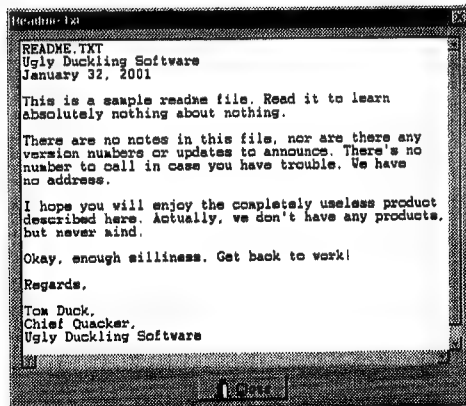 Readme.txt
README.TXT
Ugly Duckling Software
January 32, 2001
This is a sample readme file. Read it to learn
absolutely nothing about nothing.
There are no notes in this file, nor are there any
version numbers or updates to announce. There's no
number to call in case you have trouble. We have
no address.
I hope you will enjoy the completely useless product
described here. Actually, we don't have any products,
but never mind.
Okay, enough silliness. Get back to work!
Regards,
Tom Duck,
Chief Quacker,
Ugly Duckling Software
Close